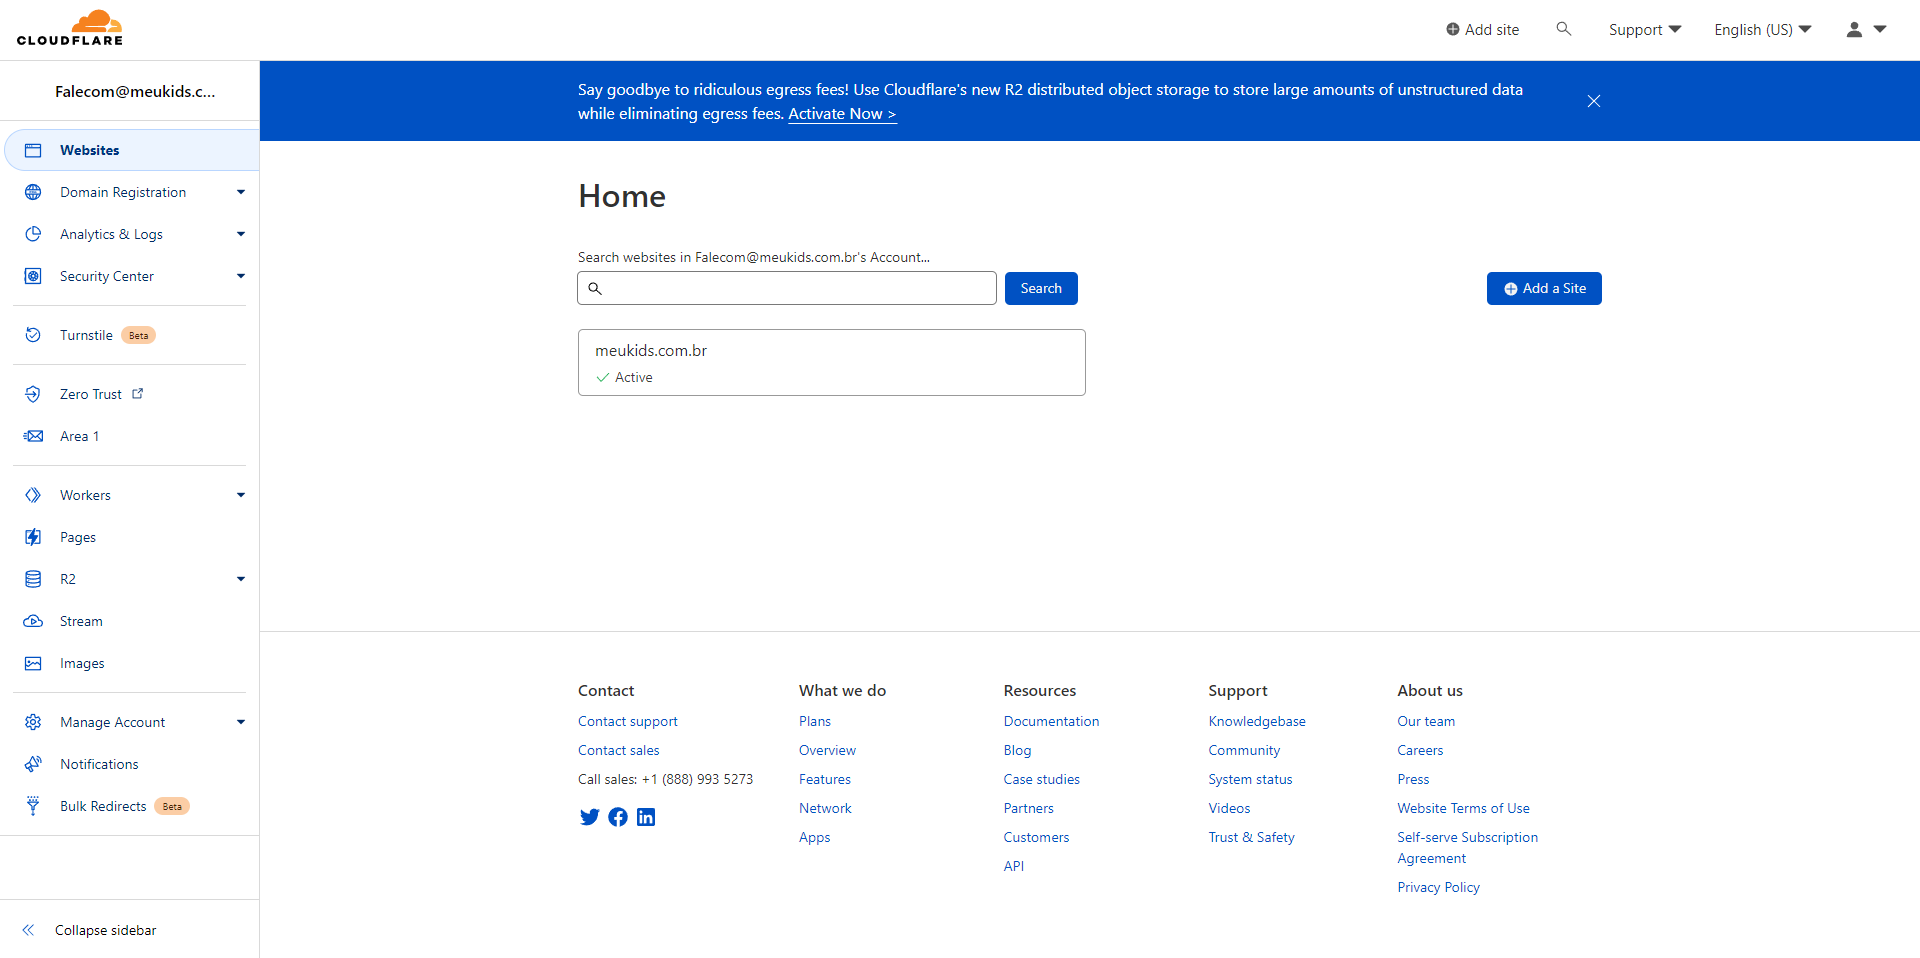 CLOUDFLARE
Add site
Support
English (US)
Falecom@meukids.c...
Websites
Domain Registration
Analytics & Logs
Security Center
Turnstile Beta
Zero Trust
Area 1
Workers
Pages
R2
Stream
Images
Manage Account
Notifications
Bulk Redirects Beta
Collapse sidebar
Say goodbye to ridiculous egress fees! Use Cloudflare's new R2 distributed object storage to store large amounts of unstructured data
while eliminating egress fees. Activate Now >
Home
Search websites in Falecom@meukids.com.br's Account...
Search
Add a Site
meukids.com.br
Active
Contact
Contact support
Contact sales
Call sales: +1 (888) 993 5273
What we do
Plans
Overview
Features
Network
Apps
Resources
Documentation
Blog
Case studies
Partners
Customers
API
Support
Knowledgebase
Community
System status
Videos
Trust & Safety
About us
Our team
Careers
Press
Website Terms of Use
Self-serve Subscription
Agreement
Privacy Policy